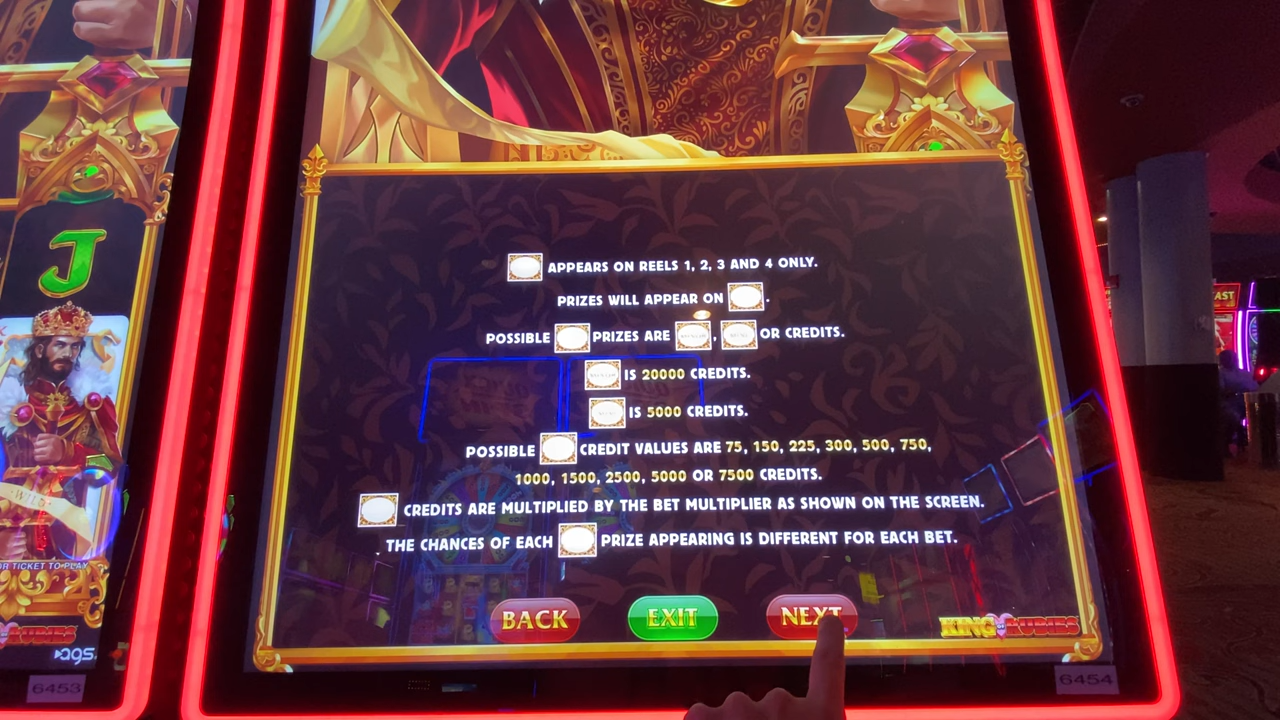 APPEARS ON REELS 1, 2, 3 AND 4 ONLY.
PRIZES WILL APPEAR ON .
POSSIBLE PRIZES ARE , OR CREDITS.
IS 20000 CREDITS.
IS 5000 CREDITS.
POSSIBLE CREDIT VALUES ARE 75, 150, 225, 300, 500, 750,
1000, 1500, 2500, 5000 OR 7500 CREDITS.
CREDITS ARE MULTIPLIED BY THE BET MULTIPLIER AS SHOWN ON THE SCREEN.
THE CHANCES OF EACH PRIZE APPEARING IS DIFFERENT FOR EACH BET.
BACK EXIT NEXT
KING RUBIES
6454
J
WILD
OR TICKET TO PLAY
RUBIES
ags.
6453